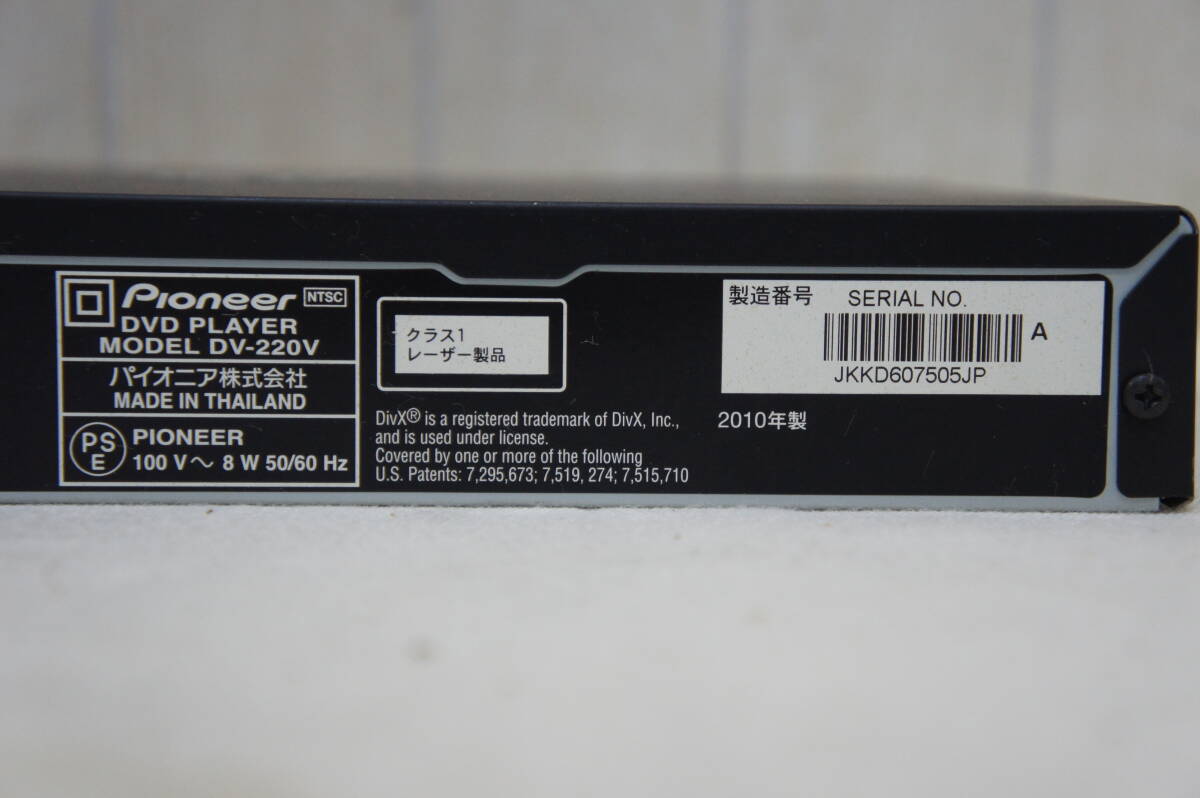 Pioneer NTSC
DVD PLAYER
MODEL DV-220V
パイオニア株式会社
MADE IN THAILAND
PS
E
PIONEER
100 V～ 8 W 50/60 Hz
クラス1
レーザー製品
DivX® is a registered trademark of DivX, Inc.,
and is used under license.
Covered by one or more of the following
U.S. Patents: 7,295,673; 7,519, 274; 7,515,710
製造番号 SERIAL NO.
A
JKKD607505JP
2010年製